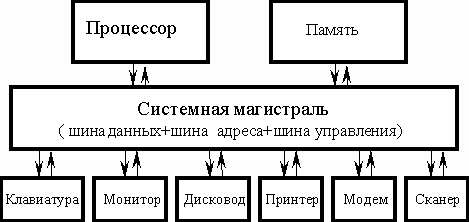 Процессор
Память
Системная магистраль
( шина данных+шина адреса+шина управления)
Клавиатура
Монитор
Дисковод
Принтер
Модем
Сканер